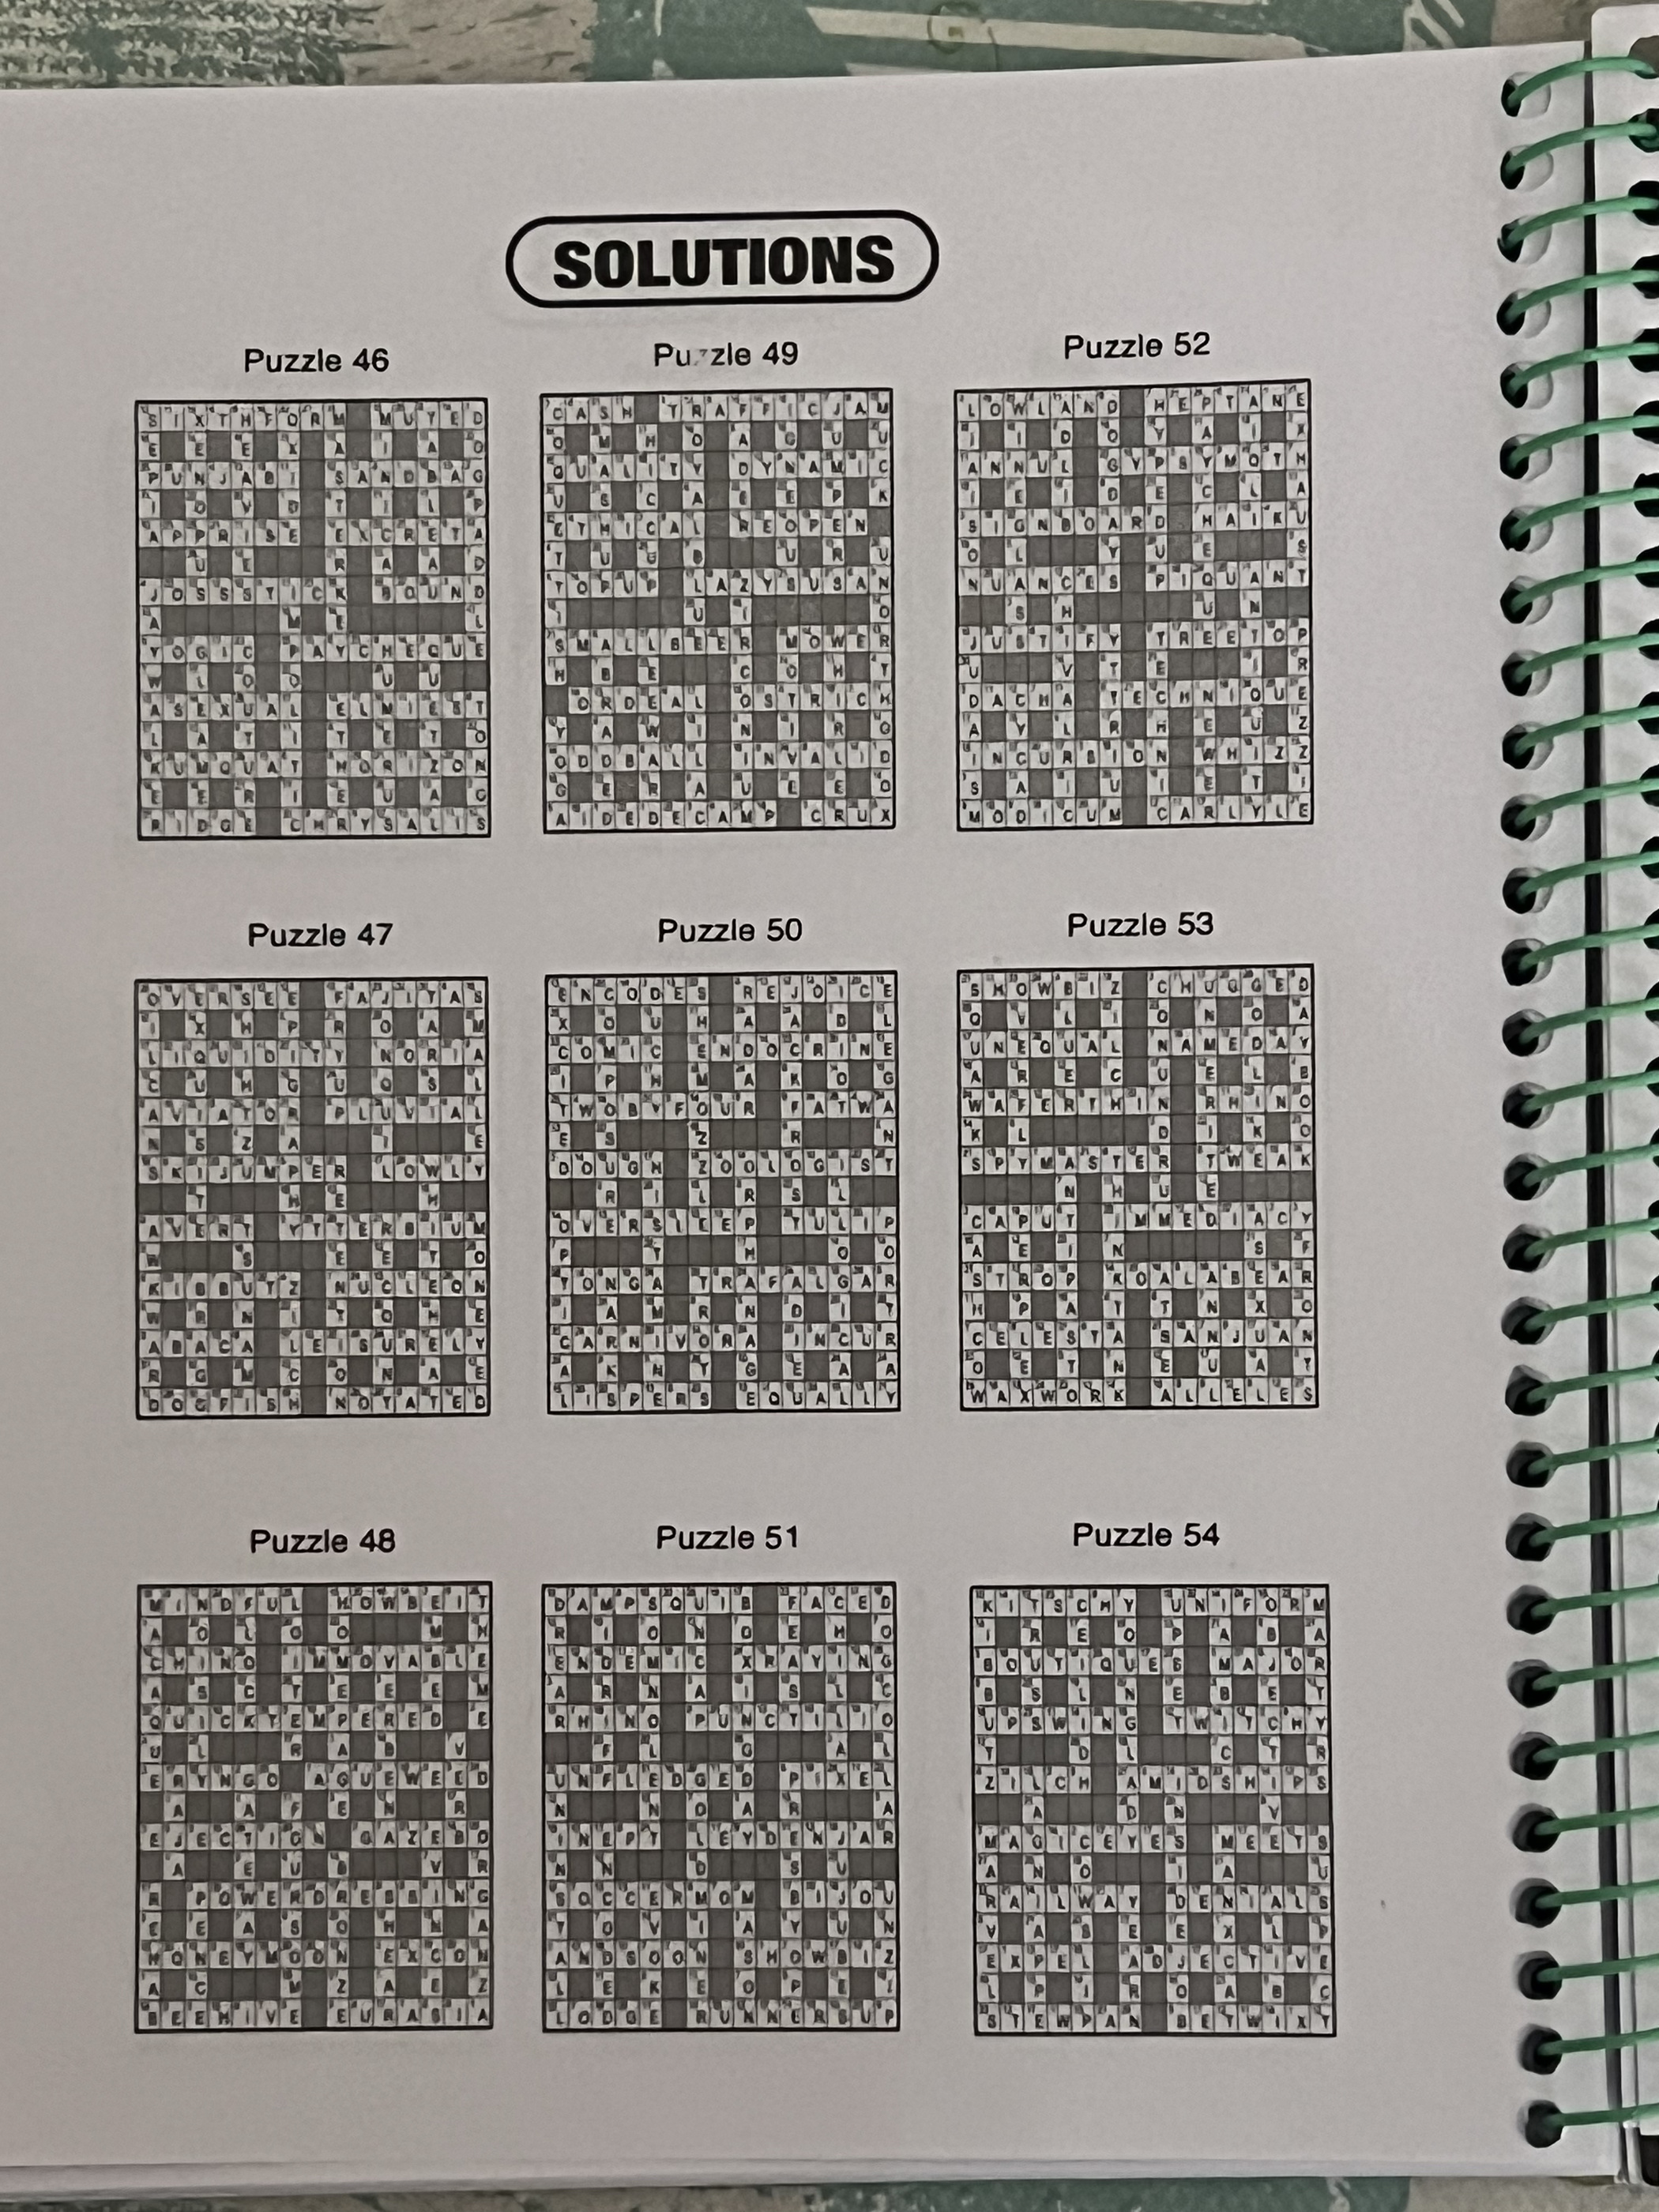 SOLUTIONS
Puzzle 46
SIXTHFORM MUTED
E E E X A I A O
PUNJABI SANDBAG
I O V D T I L P
APPRISE EXCRETA
U E R A A D
JOSSSTICK BOUND
A M E L
YOGIC PAYCHEQUE
W L O O U U
ASEXUAL ELMIEST
L A T I T E T O
KUMQUAT HORIZON
E E R I E U A G
RIDGE CHRYSALIS
Puzzle 47
OVERSEE FAJITAS
I X H P R O A M
LIQUIDITY NORIA
C U H G U Q S L
AVIATOR PLUVIAL
N S Z A I E
SKIJUMPER LOWLY
T H E H
AVERT YTTERBIUM
W S E E T O
KIBBUTZ NUCLEON
W R N I T O H E
ABACA LEISURELY
R G M C O N A E
DOGFISH NOTATED
Puzzle 48
MINDFUL HOWBEIT
A O L O O M H
CHINO IMMOVABLE
A S C T E E E M
QUICKTEMPERED E
U L R A D V
ERYNGO AGUEWEED
A A F E N R
EJECTION GAZEBO
A E U B V R
R POWERDRESSING
E E A S O H N A
HONEYMOON EXCON
A C M Z A E Z
BEEHIVE EURASIA
Puzzle 49
CASH TRAFFICJAM
O M H O A G U U
QUALITY DYNAMIC
U S C A E E P K
ETHICAL REOPEN
T U U B U R U
TOPUP LAZYSUSAN
I U I O
SMALLBEER MOWER
H B E C O H T
ORDEAL OSTRICH
Y A W I N I R O
ODDBALL INVALID
G E R A U E E O
AIDEDECAMP CRUX
Puzzle 50
ENCODES REJOICE
X O U H A A D L
COMIC ENDOCRINE
I P H M A K O G
TWOBYFOUR FATWA
E S Z R N
DOUGH ZOOLOGIST
R I L R S L
OVERSLEEP TULIP
P T H O O
TONGA TRAFALGAR
I A M R N D I T
CARNIVORA INCUR
A K N T G E A A
LISPERS EQUALLY
Puzzle 51
DAMPSQUIB FACED
R I O N O E H O
ENDEMIC XRAYING
A R N A I S L C
RHINO PUNCTILIO
F L G A L
UNFLEDGED PIXEL
N N O A R A
INEPT LEYDENJAR
N N D S U
SOCCERMOM BIJOU
T O V I A Y U N
ANDSOON SHOWBIZ
L E K E O P E I
LODGE RUNNERSUP
Puzzle 52
LOWLAND HEPTANE
I I D O Y A I X
ANNUL GYPSYMOTH
I E I D E C L A
SIGNBOARD HAIKU
O L Y U E S
NUANCES PIQUANT
S H U N
JUSTIFY TREETOP
U V T E I R
DACHA TECHNIQUE
A Y L R H E U Z
INCURSION WHIZZ
S A I U I E T I
MODICUM CARLYLE
Puzzle 53
SHOWBIZ CHUGGED
Q V L I O N O A
UNEQUAL NAMEDAY
A R E C U E L B
WAFERTHIN RHINO
K L D I K O
SPYMASTER TWEAK
N H U E
CAPUT IMMEDIACY
A E I N S F
STROP KOALABEAR
H P A T T N X O
CELESTA SANJUAN
O E T N E U A T
WAXWORK ALLELES
Puzzle 54
KITSCHY UNIFORM
I R E O P A B A
BOUTIQUES MAJOR
B S L N E B E T
UPSWING TWITCHY
T D L C T R
ZILCH AMIDSHIPS
A D N V
MAGICEYES MEETS
A N O I A U
RAILWAY DENIALS
V A S E E X L P
EXPEL ADJECTIVE
L P I R O A B C
STEWPAN BETWIXT